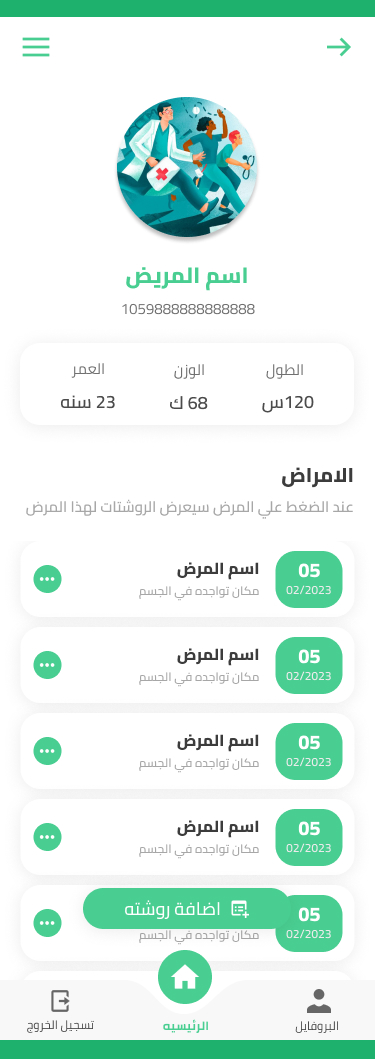 اسم المريض
1059888888888888
الطول
الوزن
العمر
120س
68 ك
23 سنه
الامراض
عند الضغط علي المرض سيعرض الروشتات لهذا المرض
05
02/2023
اسم المرض
مكان تواجده في الجسم
05
02/2023
اسم المرض
مكان تواجده في الجسم
05
02/2023
اسم المرض
مكان تواجده في الجسم
05
02/2023
اسم المرض
مكان تواجده في الجسم
05
02/2023
اضافة روشته
مكان تواجده في الجسم
البروفايل
الرئيسيه
تسجيل الخروج